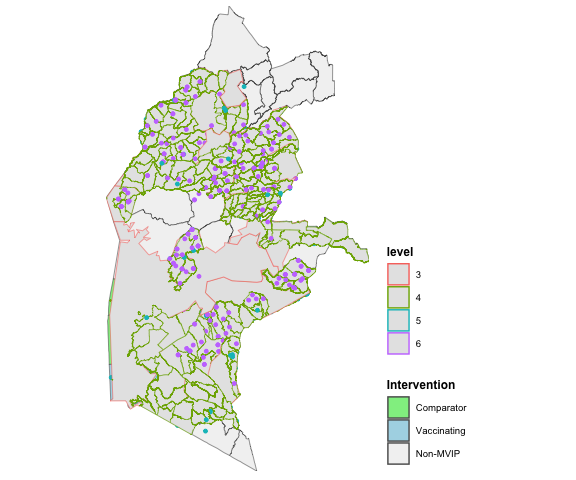 level
3
4
5
6
Intervention
Comparator
Vaccinating
Non-MVIP